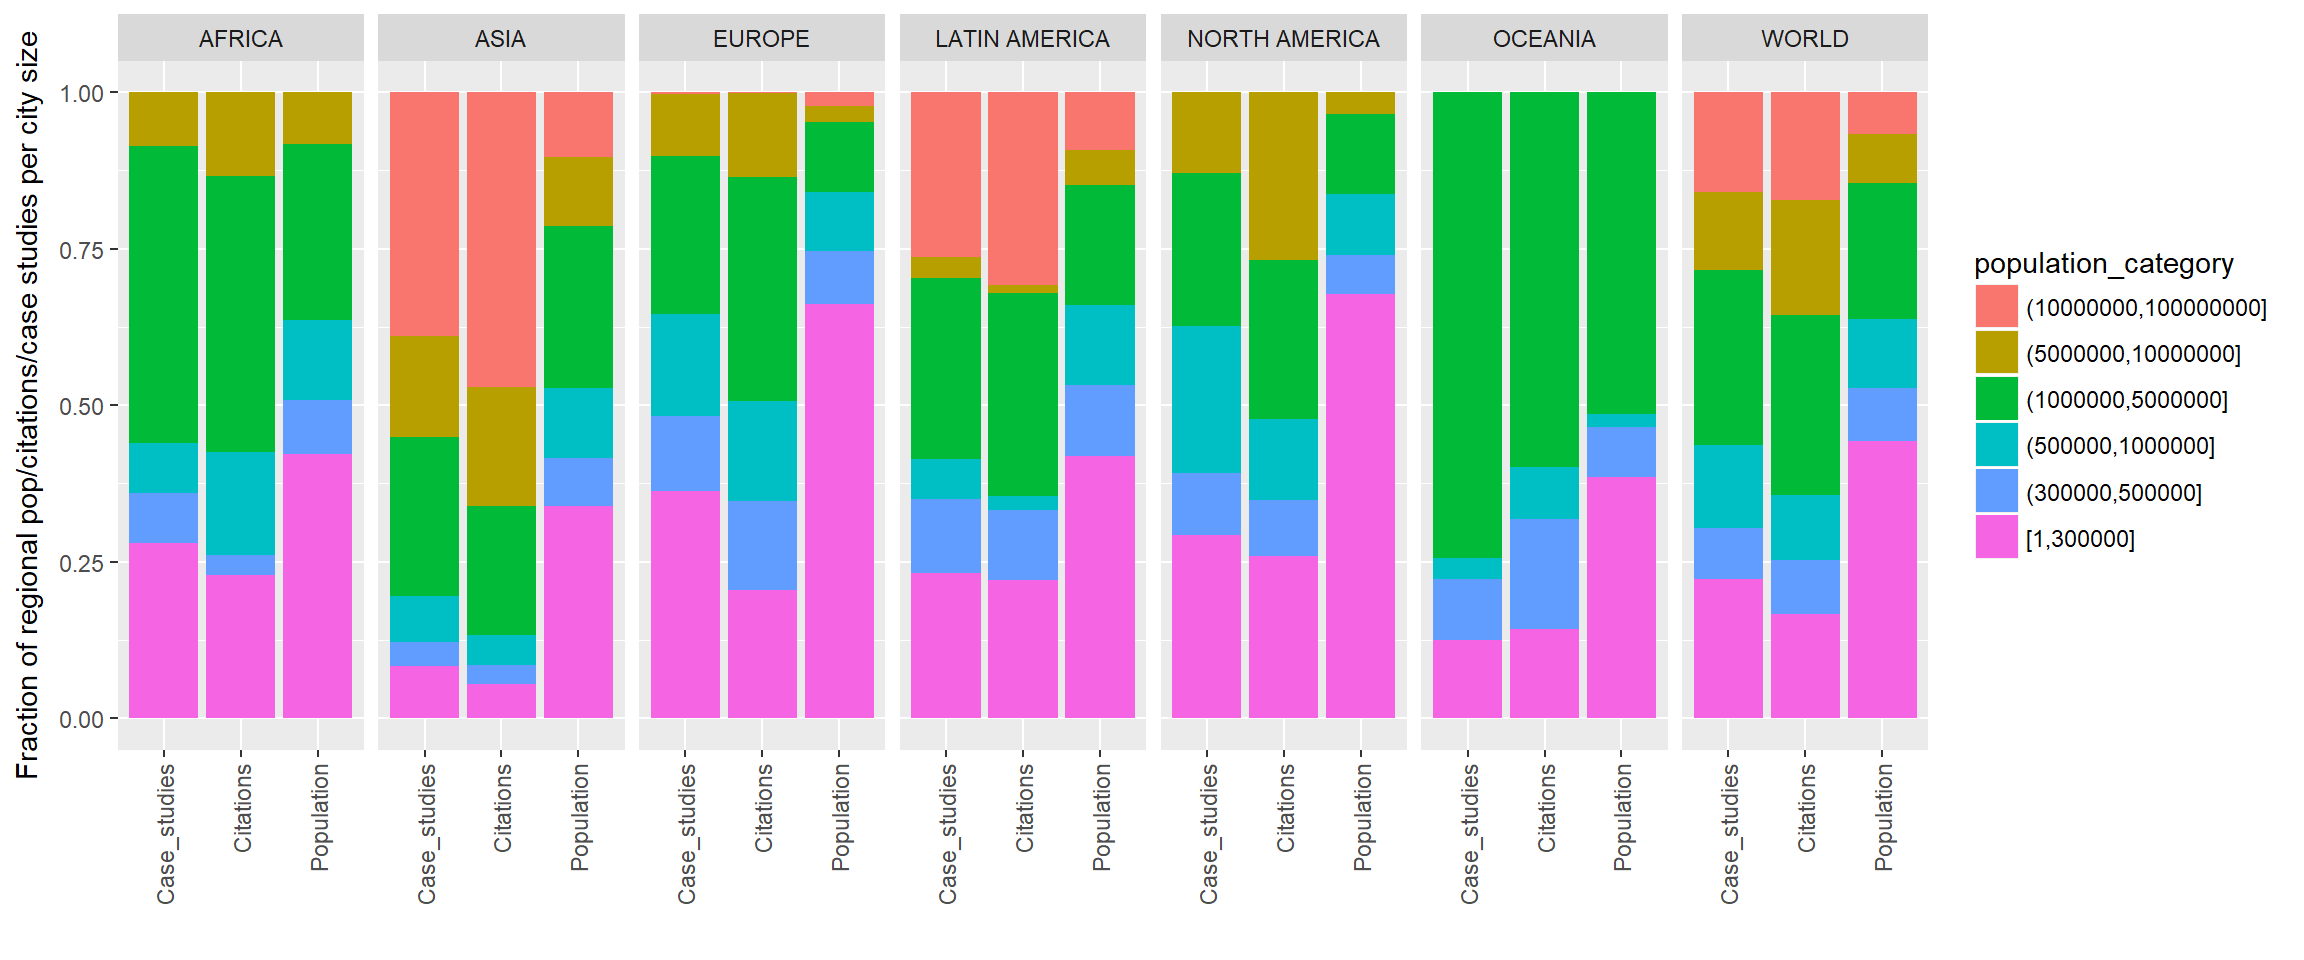 AFRICA
ASIA
EUROPE
LATIN AMERICA
NORTH AMERICA
OCEANIA
WORLD
Fraction of regional pop/citations/case studies per city size
1.00
0.75
0.50
0.25
0.00
Case_studies
Citations
Population
Case_studies
Citations
Population
Case_studies
Citations
Population
Case_studies
Citations
Population
Case_studies
Citations
Population
Case_studies
Citations
Population
Case_studies
Citations
Population
population_category
(10000000,100000000]
(5000000,10000000]
(1000000,5000000]
(500000,1000000]
(300000,500000]
[1,300000]